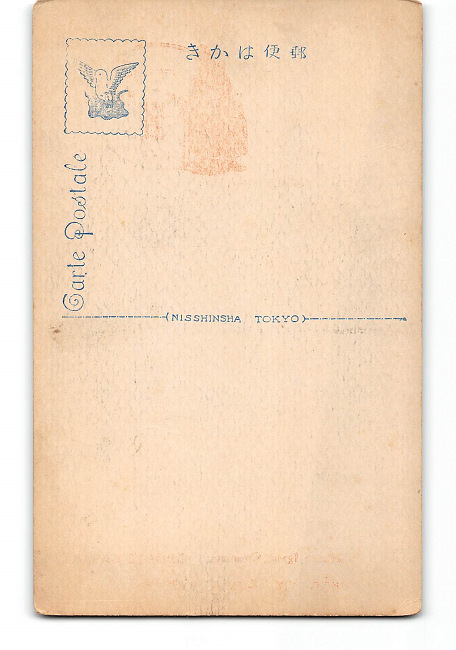 きかは便郵
Carte Postale
(NISSHINSHA TOKYO)